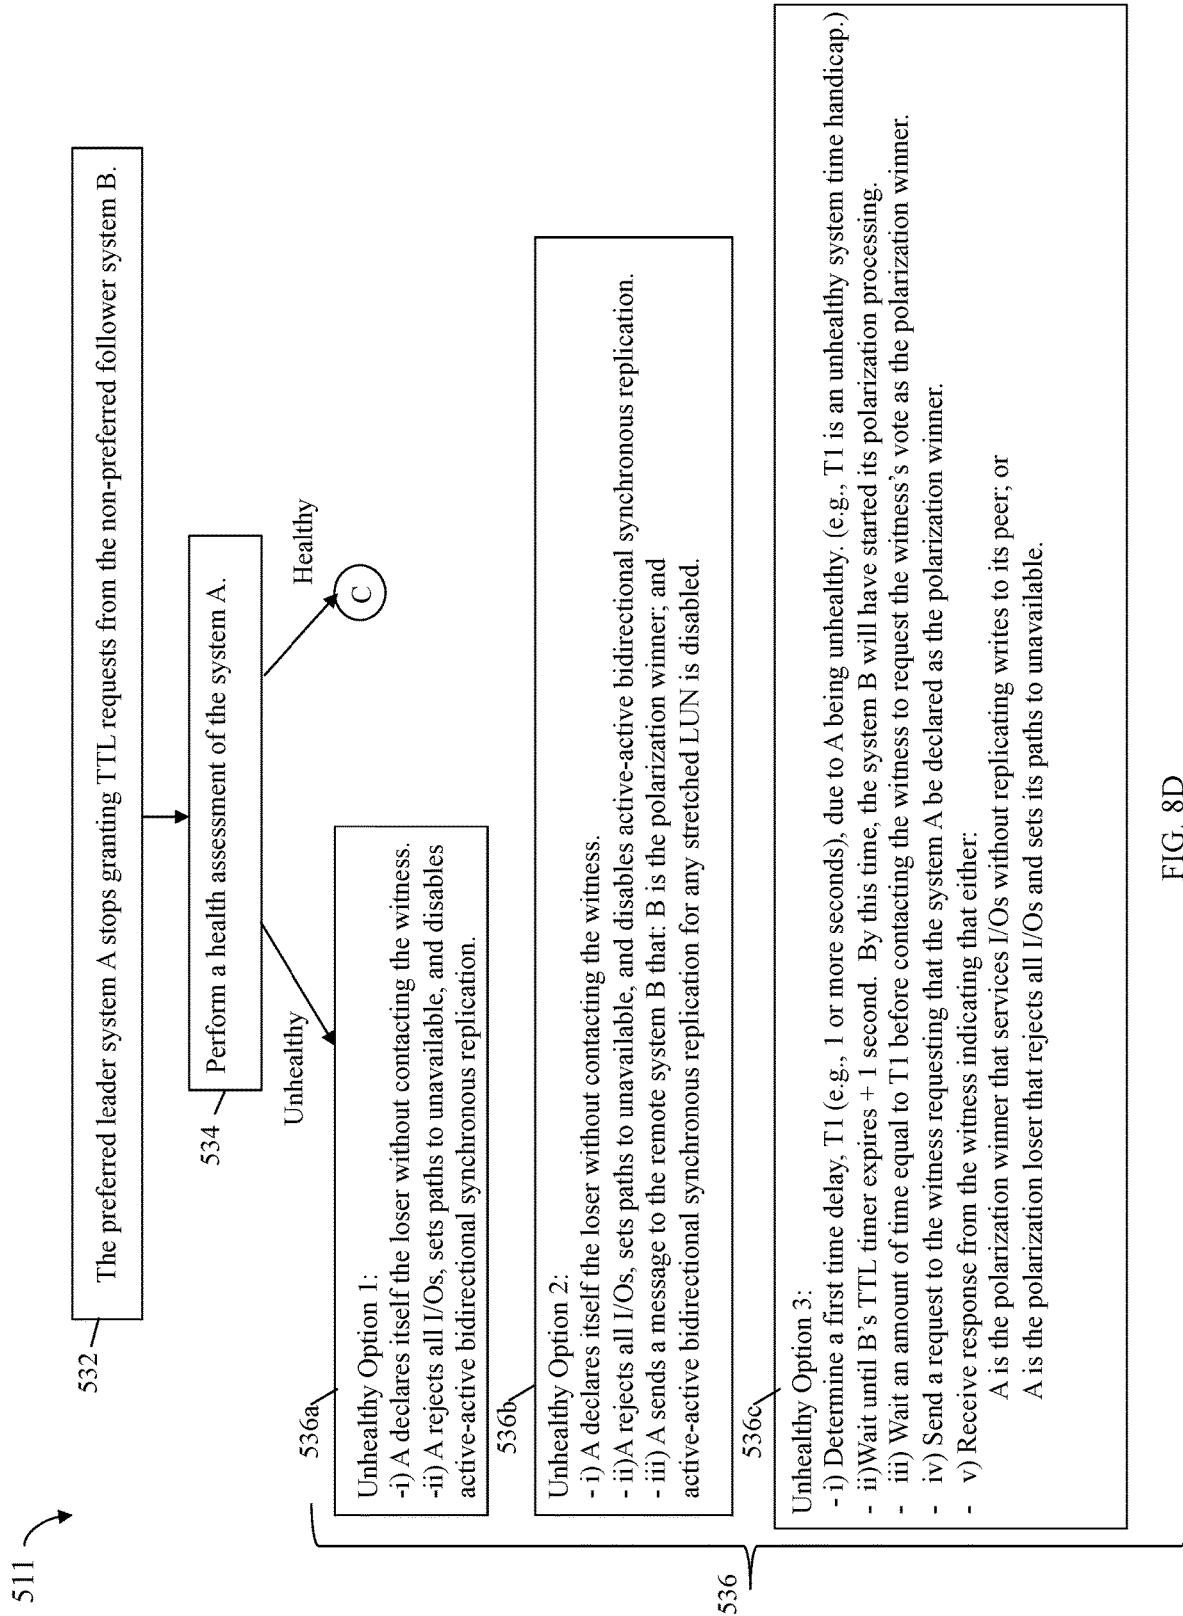 511
532
The preferred leader system A stops granting TTL requests from the non-preferred follower system B.
534
Perform a health assessment of the system A.
Unhealthy
Healthy
C
536
536a
Unhealthy Option 1:
-i) A declares itself the loser without contacting the witness.
-ii) A rejects all I/Os, sets paths to unavailable, and disables
active-active bidirectional synchronous replication.
536b
Unhealthy Option 2:
- i) A declares itself the loser without contacting the witness.
- ii)A rejects all I/Os, sets paths to unavailable, and disables active-active bidirectional synchronous replication.
- iii) A sends a message to the remote system B that: B is the polarization winner; and
active-active bidirectional synchronous replication for any stretched LUN is disabled.
536c
Unhealthy Option 3:
- i) Determine a first time delay, T1 (e.g., 1 or more seconds), due to A being unhealthy. (e.g., T1 is an unhealthy system time handicap.)
- ii)Wait until B's TTL timer expires + 1 second. By this time, the system B will have started its polarization processing.
- iii) Wait an amount of time equal to T1 before contacting the witness to request the witness's vote as the polarization winner.
- iv) Send a request to the witness requesting that the system A be declared as the polarization winner.
- v) Receive response from the witness indicating that either:
A is the polarization winner that services I/Os without replicating writes to its peer; or
A is the polarization loser that rejects all I/Os and sets its paths to unavailable.
FIG. 8D